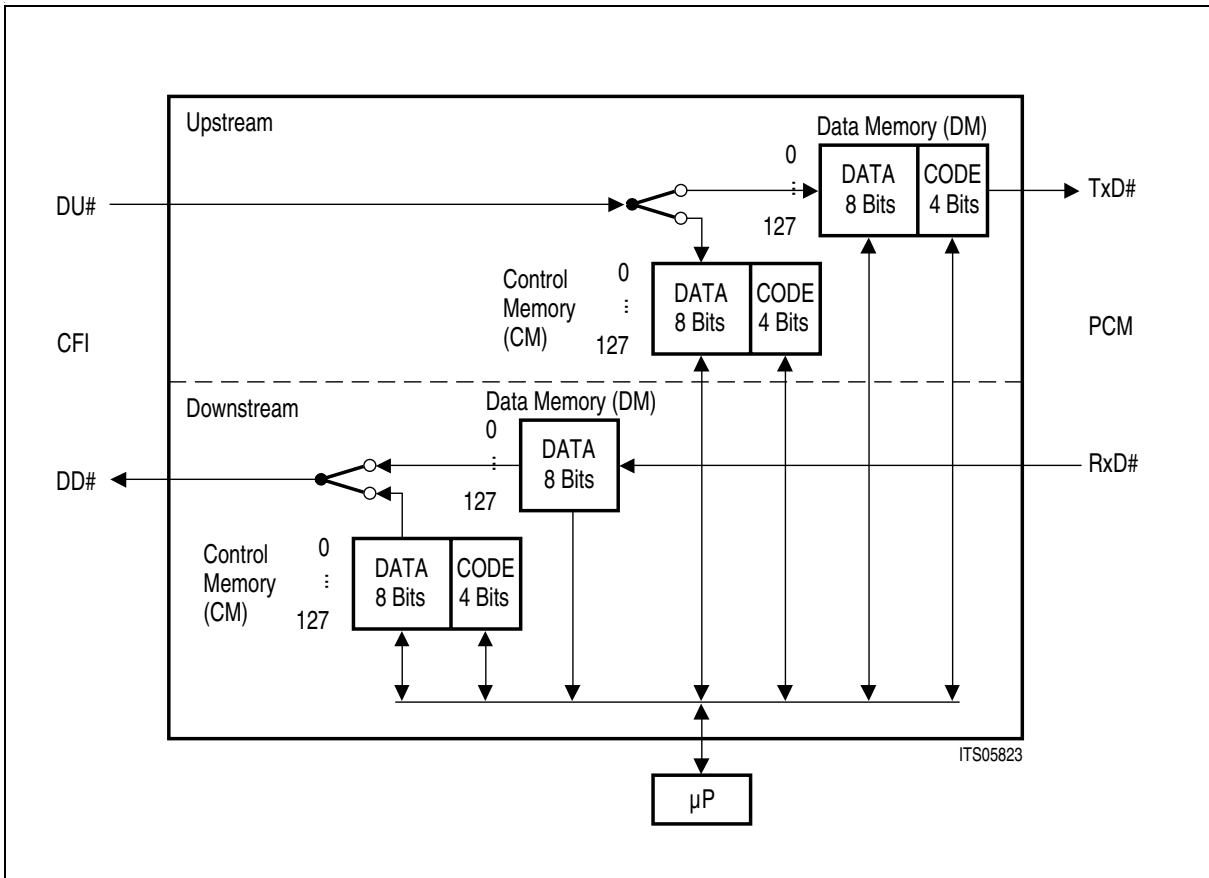 Upstream
Data Memory (DM)
0
⋮
127
DATA
8 Bits
CODE
4 Bits
DU#
TxD#
Control
Memory
(CM)
0
⋮
127
DATA
8 Bits
CODE
4 Bits
CFI
PCM
Downstream
Data Memory (DM)
0
⋮
127
DATA
8 Bits
DD#
RxD#
Control
Memory
(CM)
0
⋮
127
DATA
8 Bits
CODE
4 Bits
ITS05823
µP